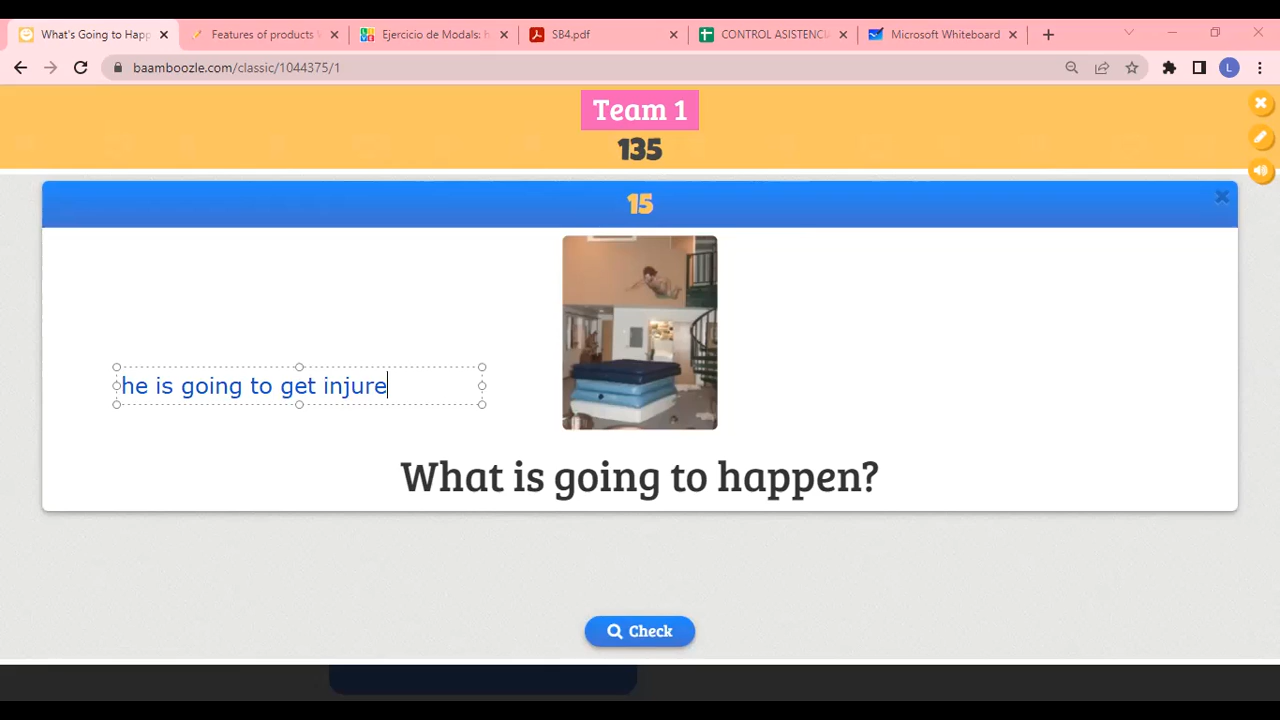 What's Going to Happ
Features of products
Ejercicio de Modals: h
SB4.pdf
CONTROL ASISTENCI
Microsoft Whiteboard
baamboozle.com/classic/1044375/1
L
Team 1
135
15
he is going to get injure
What is going to happen?
Check